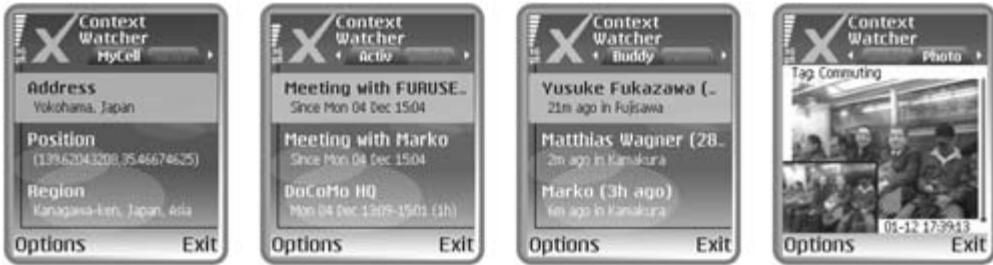 Context
Watcher
MyCell
Address
Yokohama, Japan
Position
(139.62043208,35.46674625)
Region
Kanagawa-ken, Japan, Asia
Options Exit
Context
Watcher
Activ
Meeting with FURUSE...
Since Mon 04 Dec 15:04
Meeting with Marko
Since Mon 04 Dec 15:04
DoCoMo HQ
Mon 04 Dec 13:09-15:01 (1h)
Options Exit
Context
Watcher
Buddy
Yusuke Fukazawa (...
21m ago in Fujisawa
Matthias Wagner (28...
2m ago in Kamakura
Marko (3h ago)
6m ago in Kamakura
Options Exit
Context
Watcher
Photo
Tag: Commuting
01-12 17:39:13
Options Exit